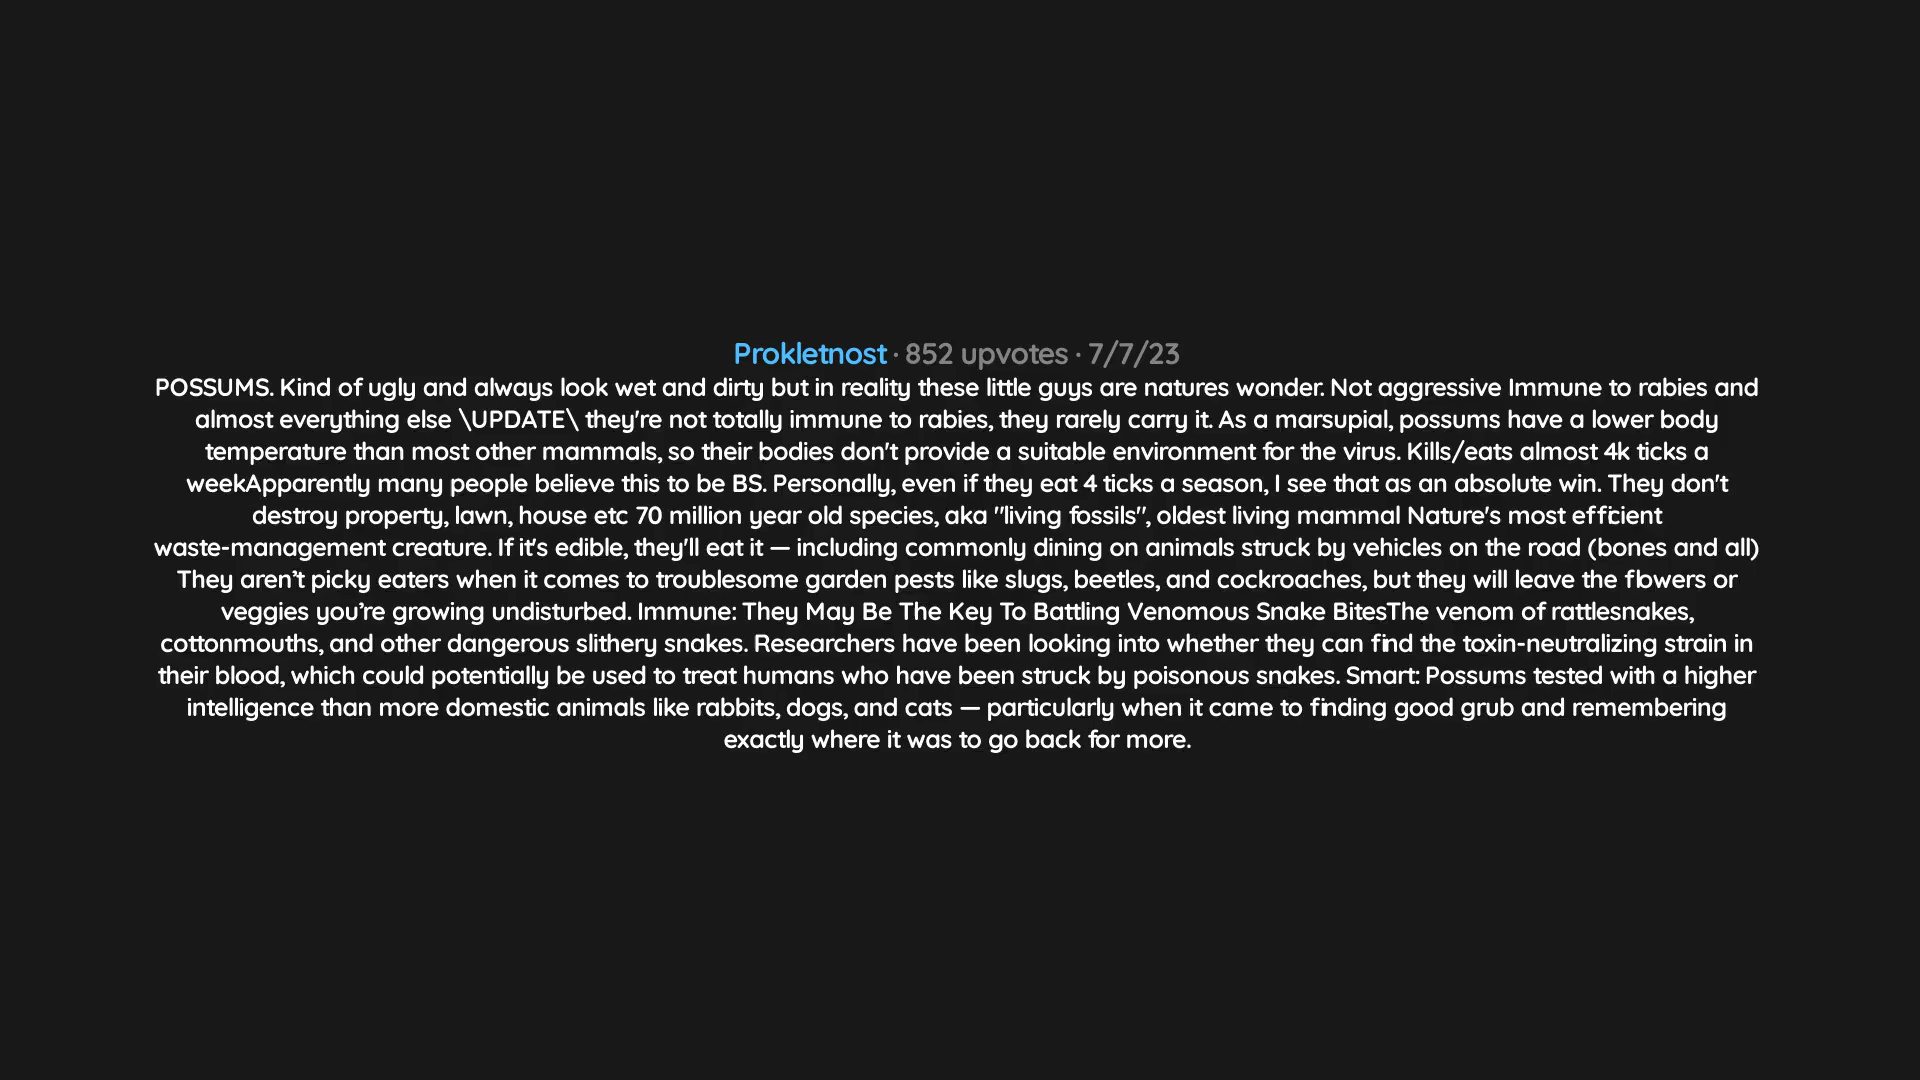 Prokletnost · 852 upvotes · 7/7/23
POSSUMS. Kind of ugly and always look wet and dirty but in reality these little guys are natures wonder. Not aggressive Immune to rabies and
almost everything else \UPDATE\ they're not totally immune to rabies, they rarely carry it. As a marsupial, possums have a lower body
temperature than most other mammals, so their bodies don't provide a suitable environment for the virus. Kills/eats almost 4k ticks a
weekApparently many people believe this to be BS. Personally, even if they eat 4 ticks a season, I see that as an absolute win. They don't
destroy property, lawn, house etc 70 million year old species, aka "living fossils", oldest living mammal Nature's most efficient
waste-management creature. If it's edible, they'll eat it — including commonly dining on animals struck by vehicles on the road (bones and all)
They aren’t picky eaters when it comes to troublesome garden pests like slugs, beetles, and cockroaches, but they will leave the flowers or
veggies you’re growing undisturbed. Immune: They May Be The Key To Battling Venomous Snake BitesThe venom of rattlesnakes,
cottonmouths, and other dangerous slithery snakes. Researchers have been looking into whether they can find the toxin-neutralizing strain in
their blood, which could potentially be used to treat humans who have been struck by poisonous snakes. Smart: Possums tested with a higher
intelligence than more domestic animals like rabbits, dogs, and cats — particularly when it came to finding good grub and remembering
exactly where it was to go back for more.